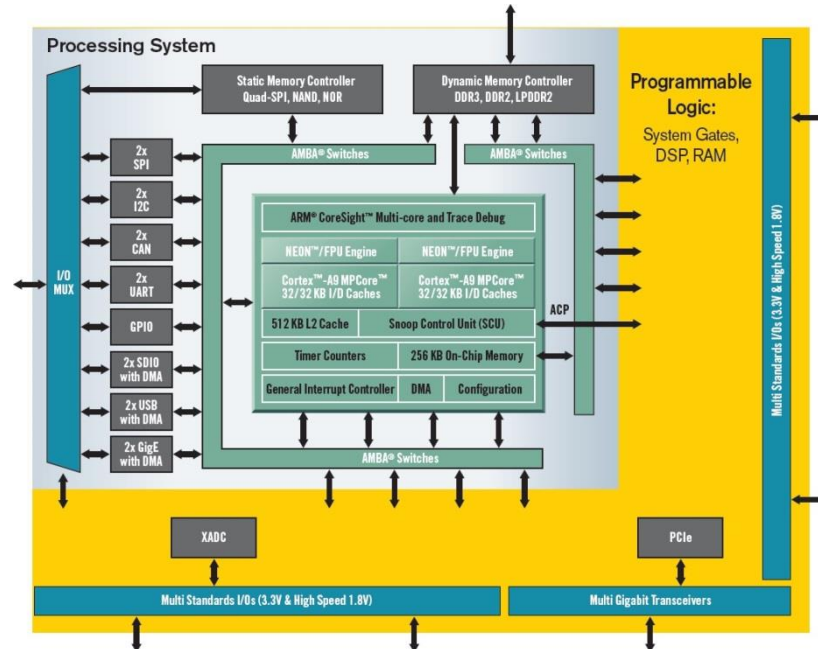 Processing System
Static Memory Controller
Quad-SPI, NAND, NOR
Dynamic Memory Controller
DDR3, DDR2, LPDDR2
Programmable
Logic:
System Gates,
DSP, RAM
AMBA® Switches
AMBA® Switches
2x
SPI
2x
I2C
2x
CAN
2x
UART
GPIO
2x SDIO
with DMA
2x USB
with DMA
2x GigE
with DMA
I/O
MUX
ARM® CoreSight™ Multi-core and Trace Debug
NEON™/FPU Engine
NEON™/FPU Engine
Cortex™-A9 MPCore™
32/32 KB I/D Caches
Cortex™-A9 MPCore™
32/32 KB I/D Caches
512 KB L2 Cache
Snoop Control Unit (SCU)
Timer Counters
256 KB On-Chip Memory
General Interrupt Controller
DMA
Configuration
ACP
AMBA® Switches
Multi Standards I/Os (3.3V & High Speed 1.8V)
XADC
PCIe
Multi Standards I/Os (3.3V & High Speed 1.8V)
Multi Gigabit Transceivers